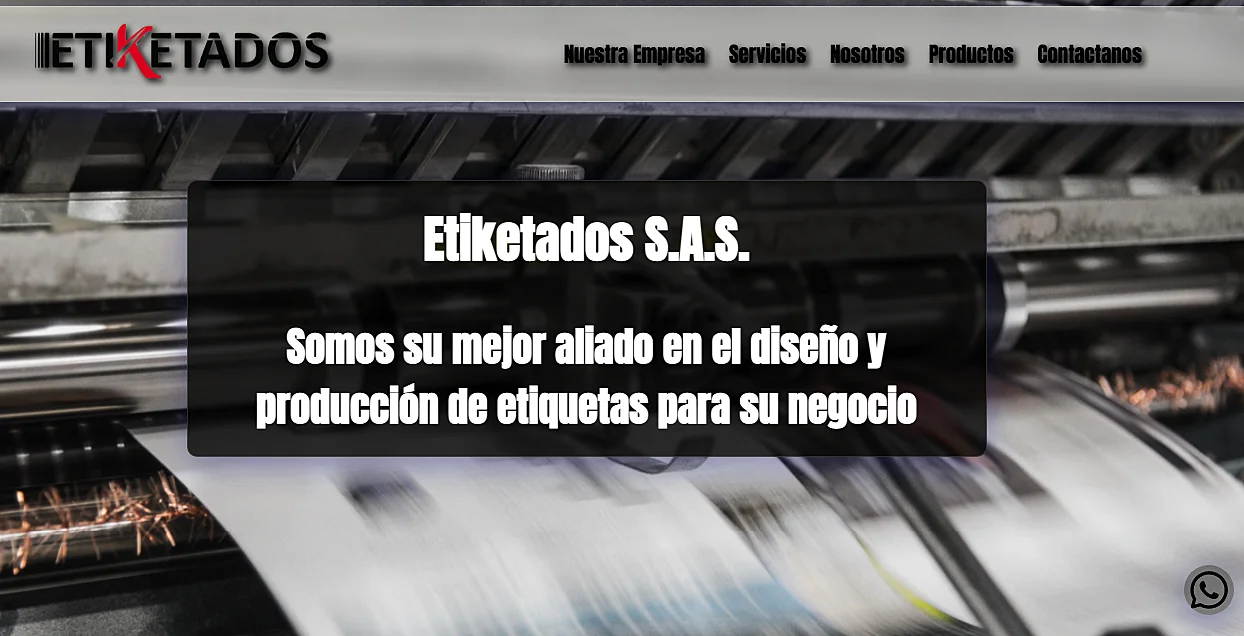 ETIKETADOS
Nuestra Empresa Servicios Nosotros Productos Contactanos
Etiketados S.A.S.
Somos su mejor aliado en el diseño y
producción de etiquetas para su negocio